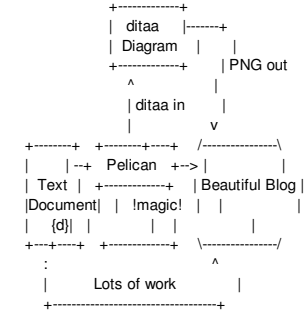 +-------------+
| ditaa |-------+
| Diagram | |
+-------------+ | PNG out
^ |
| ditaa in |
| v
+--------+ +--------+----+ /---------------\
| | --+ Pelican +--> | |
| Text | +-------------+ | Beautiful Blog |
|Document| | !magic! | | |
| {d}| | | | |
+---+----+ +-------------+ \---------------/
: ^
| Lots of work |
+-----------------------------------+